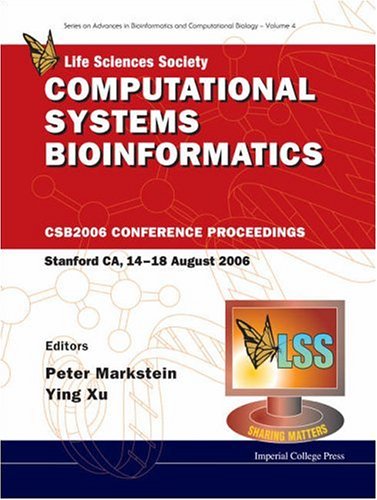 Series on Advances in Bioinformatics and Computational Biology – Volume 4
Life Sciences Society
COMPUTATIONAL
SYSTEMS
BIOINFORMATICS
CSB2006 CONFERENCE PROCEEDINGS
Stanford CA, 14–18 August 2006
Editors
Peter Markstein
Ying Xu
LSS
SHARING MATTERS
Imperial College Press